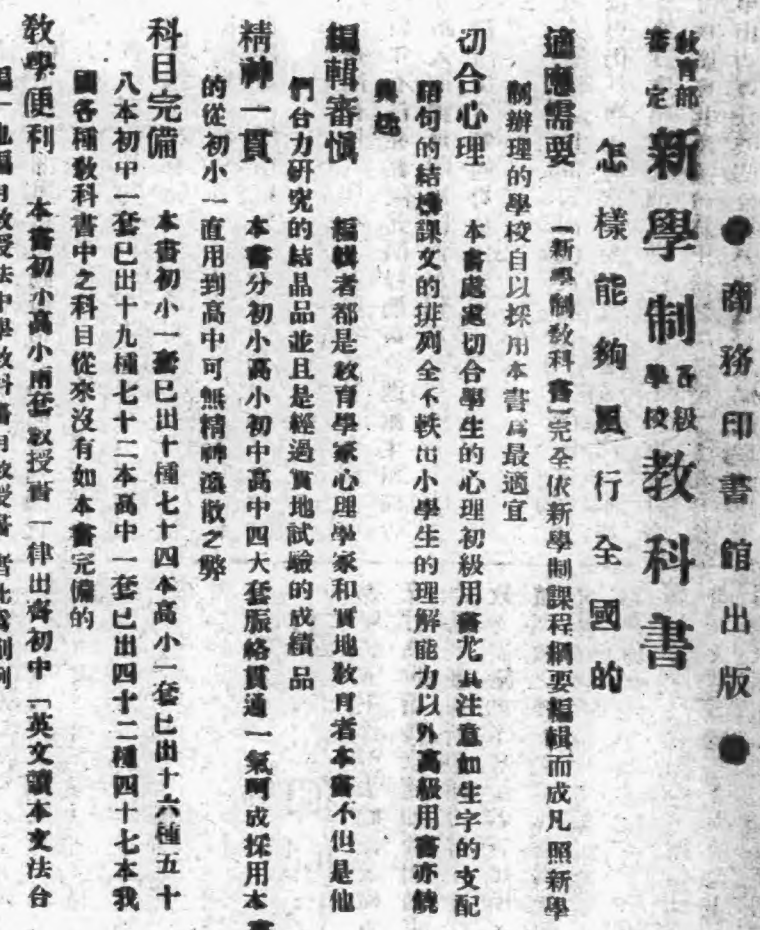 ●商務印書館出版●
教育部審定 新學制 各級學校 教科書
怎樣能夠風行全國的
適應需要 「新學制教科書」完全依新學制課程綱要編輯而成凡照新學
制辦理的學校自以採用本書爲最適宜
切合心理 本書處處切合學生的心理初級用書尤其注意如生字的支配
語句的結構課文的排列全不軼出小學生的理解能力以外高級用書亦饒
興趣
編輯審慎 編輯者都是教育學家心理學家和實地教育者本書不但是他
們合力研究的結晶品並且是經過實地試驗的成績品
精神一貫 本書分初小高小初中高中四大套脈絡貫通一氣呵成採用本
的從初小一直用到高中可無精神渙散之弊
科目完備 本書初小一套已出十種七十四本高小一套已出十六種五十
八本初中一套已出十九種七十二本高中一套已出四十二種四十七本我
國各種教科書中之科目從來沒有如本書完備的
教學便利 本書初小高小兩套教授書一律出齊初中「英文讀本文法合